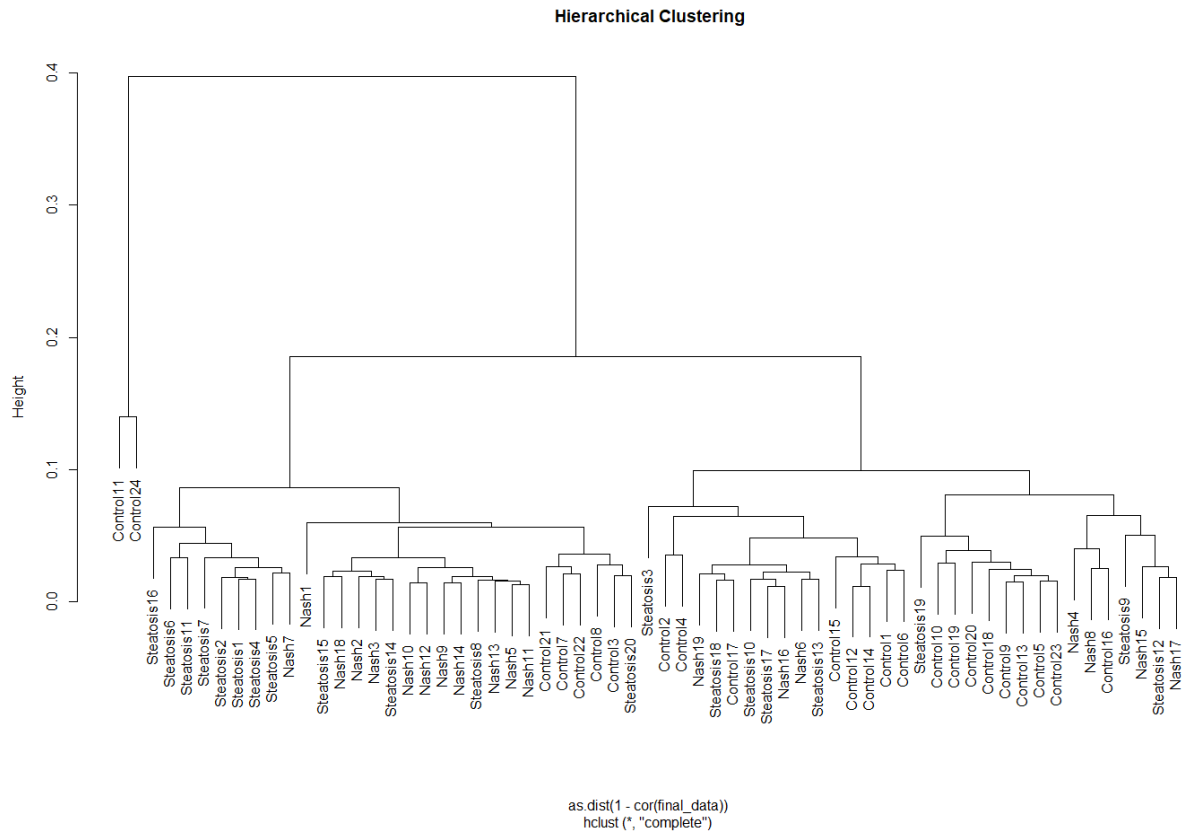 Hierarchical Clustering
Height
0.4
0.3
0.2
0.1
0.0
Control11
Control24
Steatosis16
Steatosis6
Steatosis11
Steatosis7
Steatosis2
Steatosis1
Steatosis4
Steatosis5
Nash7
Nash1
Steatosis15
Nash18
Nash2
Nash3
Steatosis14
Nash10
Nash12
Nash9
Nash14
Steatosis8
Nash13
Nash5
Nash11
Control21
Control7
Control22
Control8
Control3
Steatosis20
Steatosis3
Control2
Control4
Nash19
Steatosis18
Control17
Steatosis10
Steatosis17
Nash16
Nash6
Steatosis13
Control15
Control12
Control14
Control1
Control6
Steatosis19
Control10
Control19
Control20
Control18
Control9
Control13
Control5
Control23
Nash4
Nash8
Control16
Steatosis9
Nash15
Steatosis12
Nash17
as.dist(1 - cor(final_data))
hclust (*, "complete")